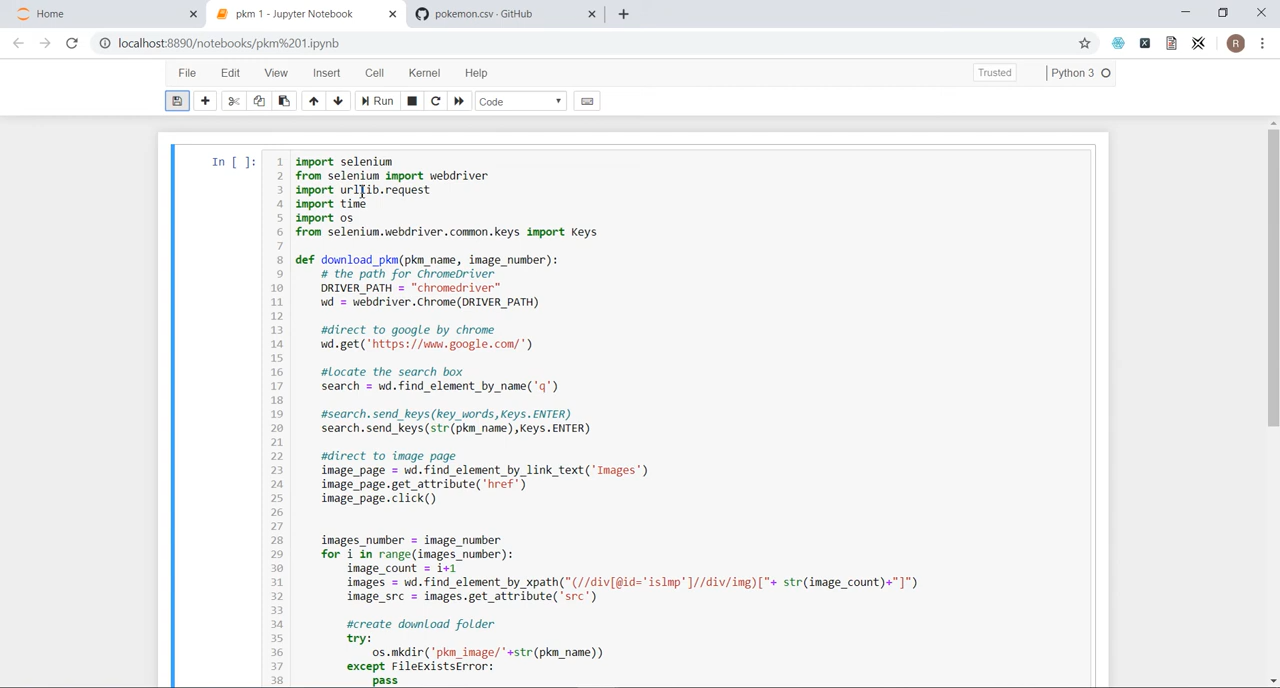 Home
pkm 1 - Jupyter Notebook
pokemon.csv · GitHub
localhost:8890/notebooks/pkm%201.ipynb
R
File Edit View Insert Cell Kernel Help
Trusted
Python 3
Run
Code
In [ ]:
1 import selenium
2 from selenium import webdriver
3 import urllib.request
4 import time
5 import os
6 from selenium.webdriver.common.keys import Keys
7
8 def download_pkm(pkm_name, image_number):
9 # the path for ChromeDriver
10 DRIVER_PATH = "chromedriver"
11 wd = webdriver.Chrome(DRIVER_PATH)
12
13 #direct to google by chrome
14 wd.get('https://www.google.com/')
15
16 #locate the search box
17 search = wd.find_element_by_name('q')
18
19 #search.send_keys(key_words,Keys.ENTER)
20 search.send_keys(str(pkm_name),Keys.ENTER)
21
22 #direct to image page
23 image_page = wd.find_element_by_link_text('Images')
24 image_page.get_attribute('href')
25 image_page.click()
26
27
28 images_number = image_number
29 for i in range(images_number):
30 image_count = i+1
31 images = wd.find_element_by_xpath("(//div[@id='islmp']//div/img)["+ str(image_count)+"]")
32 image_src = images.get_attribute('src')
33
34 #create download folder
35 try:
36 os.mkdir('pkm_image/'+str(pkm_name))
37 except FileExistsError:
38 pass